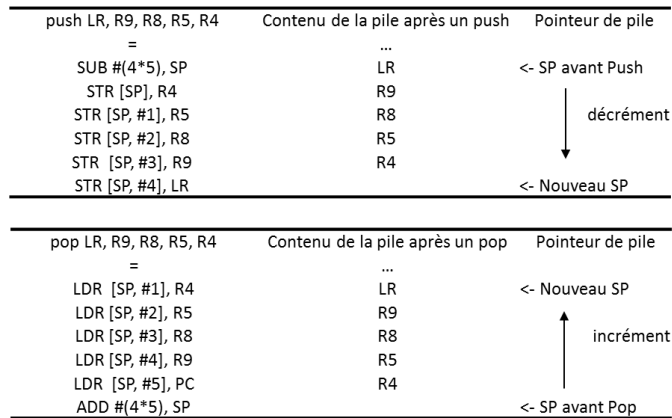 push LR, R9, R8, R5, R4 Contenu de la pile après un push Pointeur de pile
= ...
SUB #(4*5), SP LR <- SP avant Push
STR [SP], R4 R9
STR [SP, #1], R5 R8 décrément
STR [SP, #2], R8 R5
STR [SP, #3], R9 R4
STR [SP, #4], LR <- Nouveau SP
pop LR, R9, R8, R5, R4 Contenu de la pile après un pop Pointeur de pile
= ...
LDR [SP, #1], R4 LR <- Nouveau SP
LDR [SP, #2], R5 R9
LDR [SP, #3], R8 R8 incrément
LDR [SP, #4], R9 R5
LDR [SP, #5], PC R4
ADD #(4*5), SP <- SP avant Pop